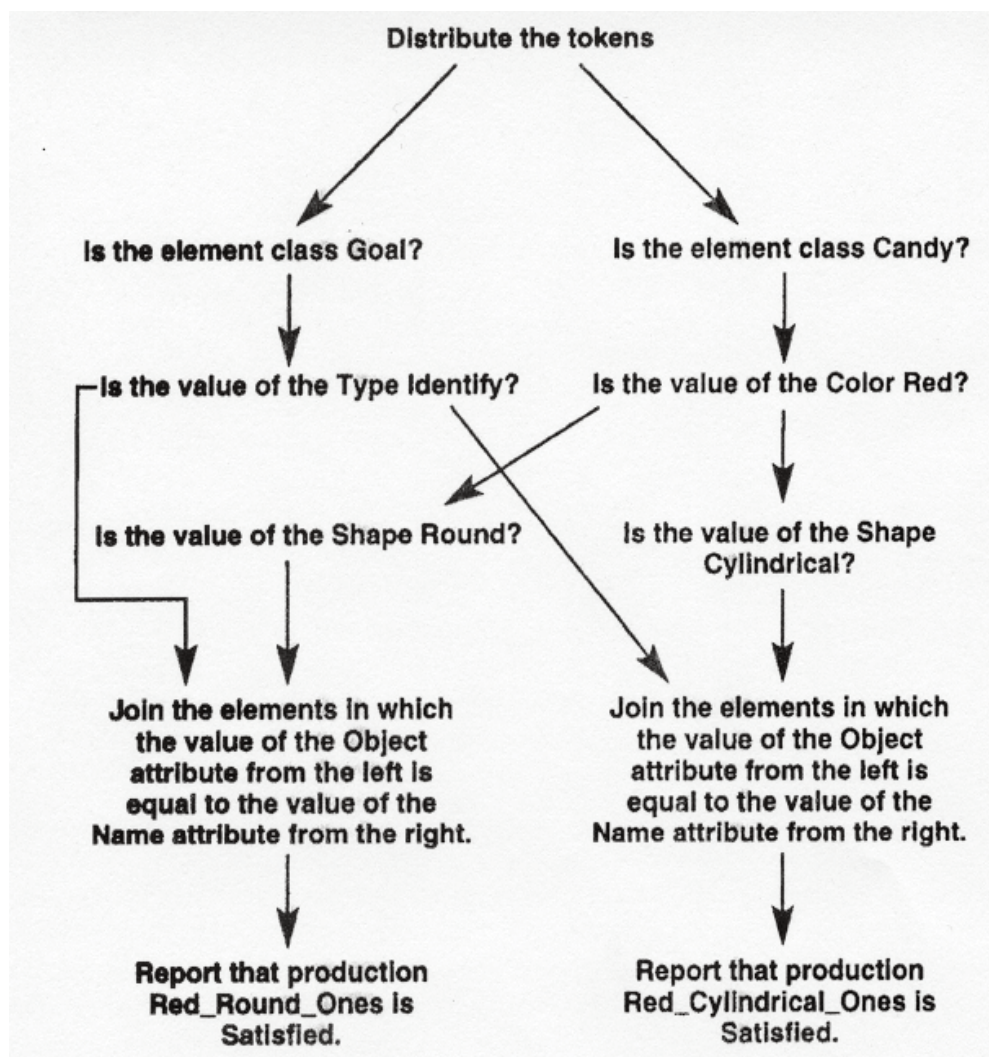 Distribute the tokens
Is the element class Goal?
Is the element class Candy?
Is the value of the Type Identify?
Is the value of the Color Red?
Is the value of the Shape Round?
Is the value of the Shape
Cylindrical?
Join the elements in which
the value of the Object
attribute from the left is
equal to the value of the
Name attribute from the right.
Join the elements in which
the value of the Object
attribute from the left is
equal to the value of the
Name attribute from the right.
Report that production
Red_Round_Ones is
Satisfied.
Report that production
Red_Cylindrical_Ones is
Satisfied.